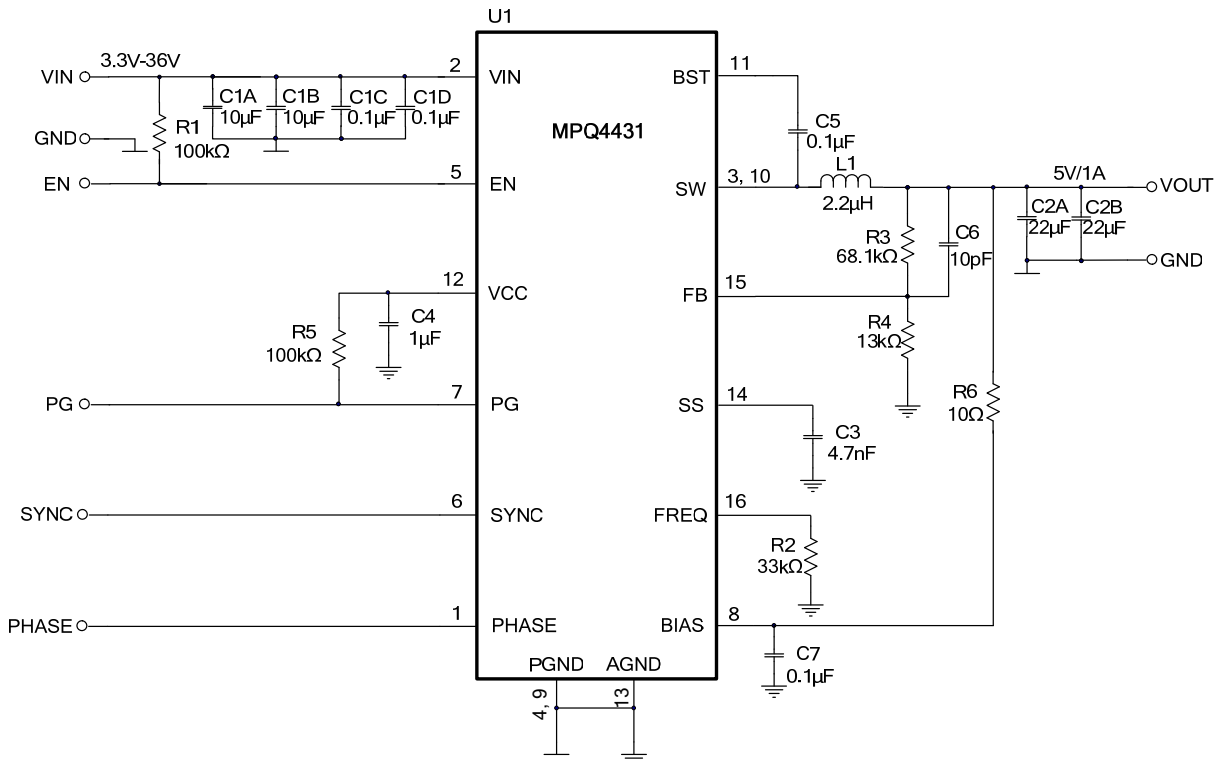 U1
VIN
3.3V-36V
2
VIN
C1A
10μF
C1B
10μF
C1C
0.1μF
C1D
0.1μF
GND
R1
100kΩ
EN
5
EN
MPQ4431
BST
11
C5
0.1μF
SW
3, 10
L1
2.2μH
5V/1A
VOUT
C2A
22μF
C2B
22μF
GND
R3
68.1kΩ
C6
10pF
12
VCC
FB
15
R5
100kΩ
C4
1μF
R4
13kΩ
PG
7
PG
SS
14
C3
4.7nF
R6
10Ω
SYNC
6
SYNC
FREQ
16
R2
33kΩ
PHASE
1
PHASE
BIAS
8
C7
0.1μF
PGND
AGND
4, 9
13